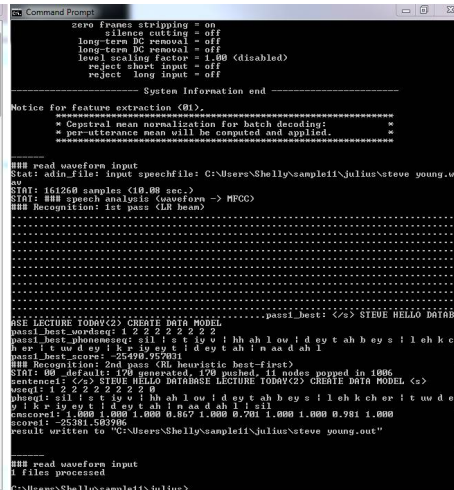 Command Prompt
zero frames stripping = on
silence cutting = off
long-term DC removal = off
long-term DC removal = off
level scaling factor = 1.00 (disabled)
reject short input = off
reject long input = off
---------------------- System Information end ----------------------
Notice for feature extraction (01),
*************************************************************
* Cepstral mean normalization for batch decoding: *
* per-utterance mean will be computed and applied. *
*************************************************************
------
### read waveform input
Stat: adin_file: input speechfile: C:\Users\Shelly\sample11\julius\steve young.w
av
STAT: 161260 samples (10.08 sec.)
STAT: ### speech analysis (waveform -> MFCC)
### Recognition: 1st pass (LR beam)
pass1_best: </s> STEVE HELLO DATAB
ASE LECTURE TODAY<2> CREATE DATA MODEL
pass1_best_wordseq: 1 2 2 2 2 2 2 2 2
pass1_best_phonemeseq: sil | s t iy v | hh ah l ow | d ey t ah b ey s | l eh k c
h er | t uw d ey | k r iy ey t | d ey t ah | m aa d ah l
pass1_best_score: -25490.957031
### Recognition: 2nd pass (RL heuristic best-first)
STAT: 00 _default: 170 generated, 170 pushed, 11 nodes popped in 1006
sentence1: </s> STEVE HELLO DATABASE LECTURE TODAY<2> CREATE DATA MODEL <s>
wseq1: 1 2 2 2 2 2 2 2 2 0
phseq1: sil | s t iy v | hh ah l ow | d ey t ah b ey s | l eh k ch er | t uw d e
y | k r iy ey t | d ey t ah | m aa d ah l | sil
cmscore1: 1.000 1.000 1.000 0.867 1.000 0.701 1.000 1.000 0.981 1.000
score1: -25381.503906
result written to "C:\Users\Shelly\sample11\julius\steve young.out"
------
### read waveform input
1 files processed
C:\Users\Shelly\sample11\julius>